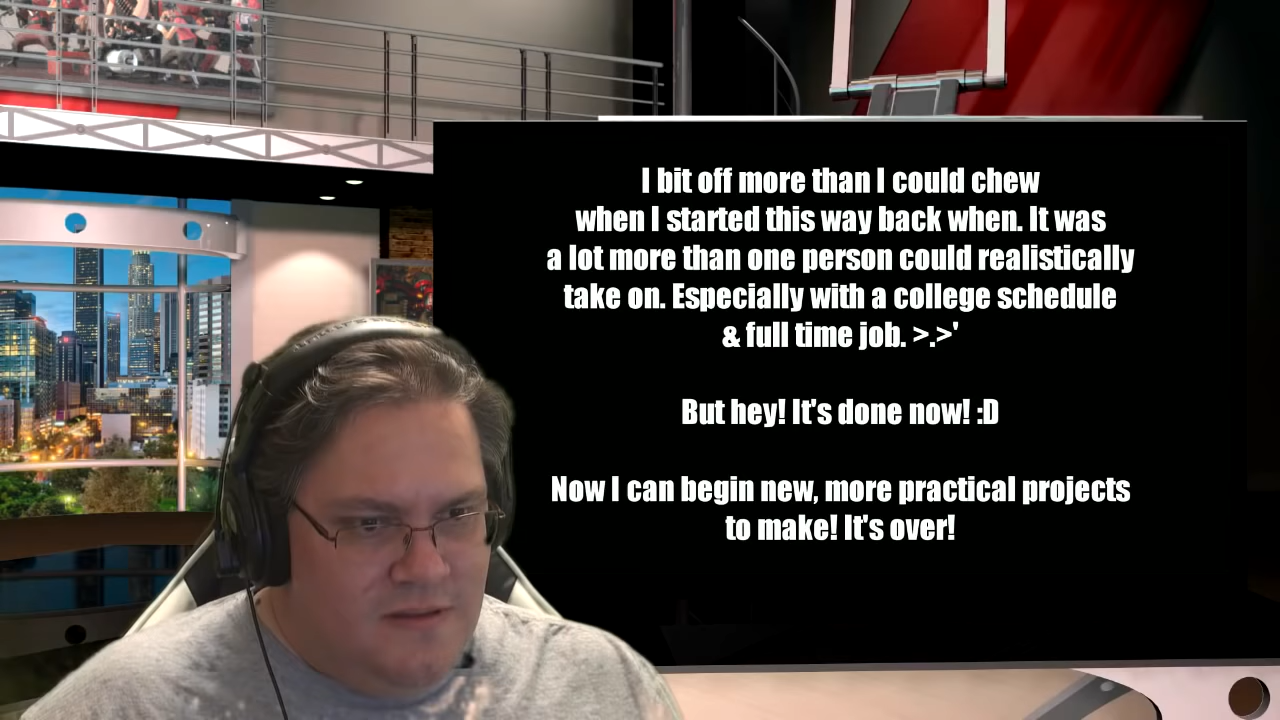 I bit off more than I could chew
when I started this way back when. It was
a lot more than one person could realistically
take on. Especially with a college schedule
& full time job. >.>'
But hey! It's done now! :D
Now I can begin new, more practical projects
to make! It's over!